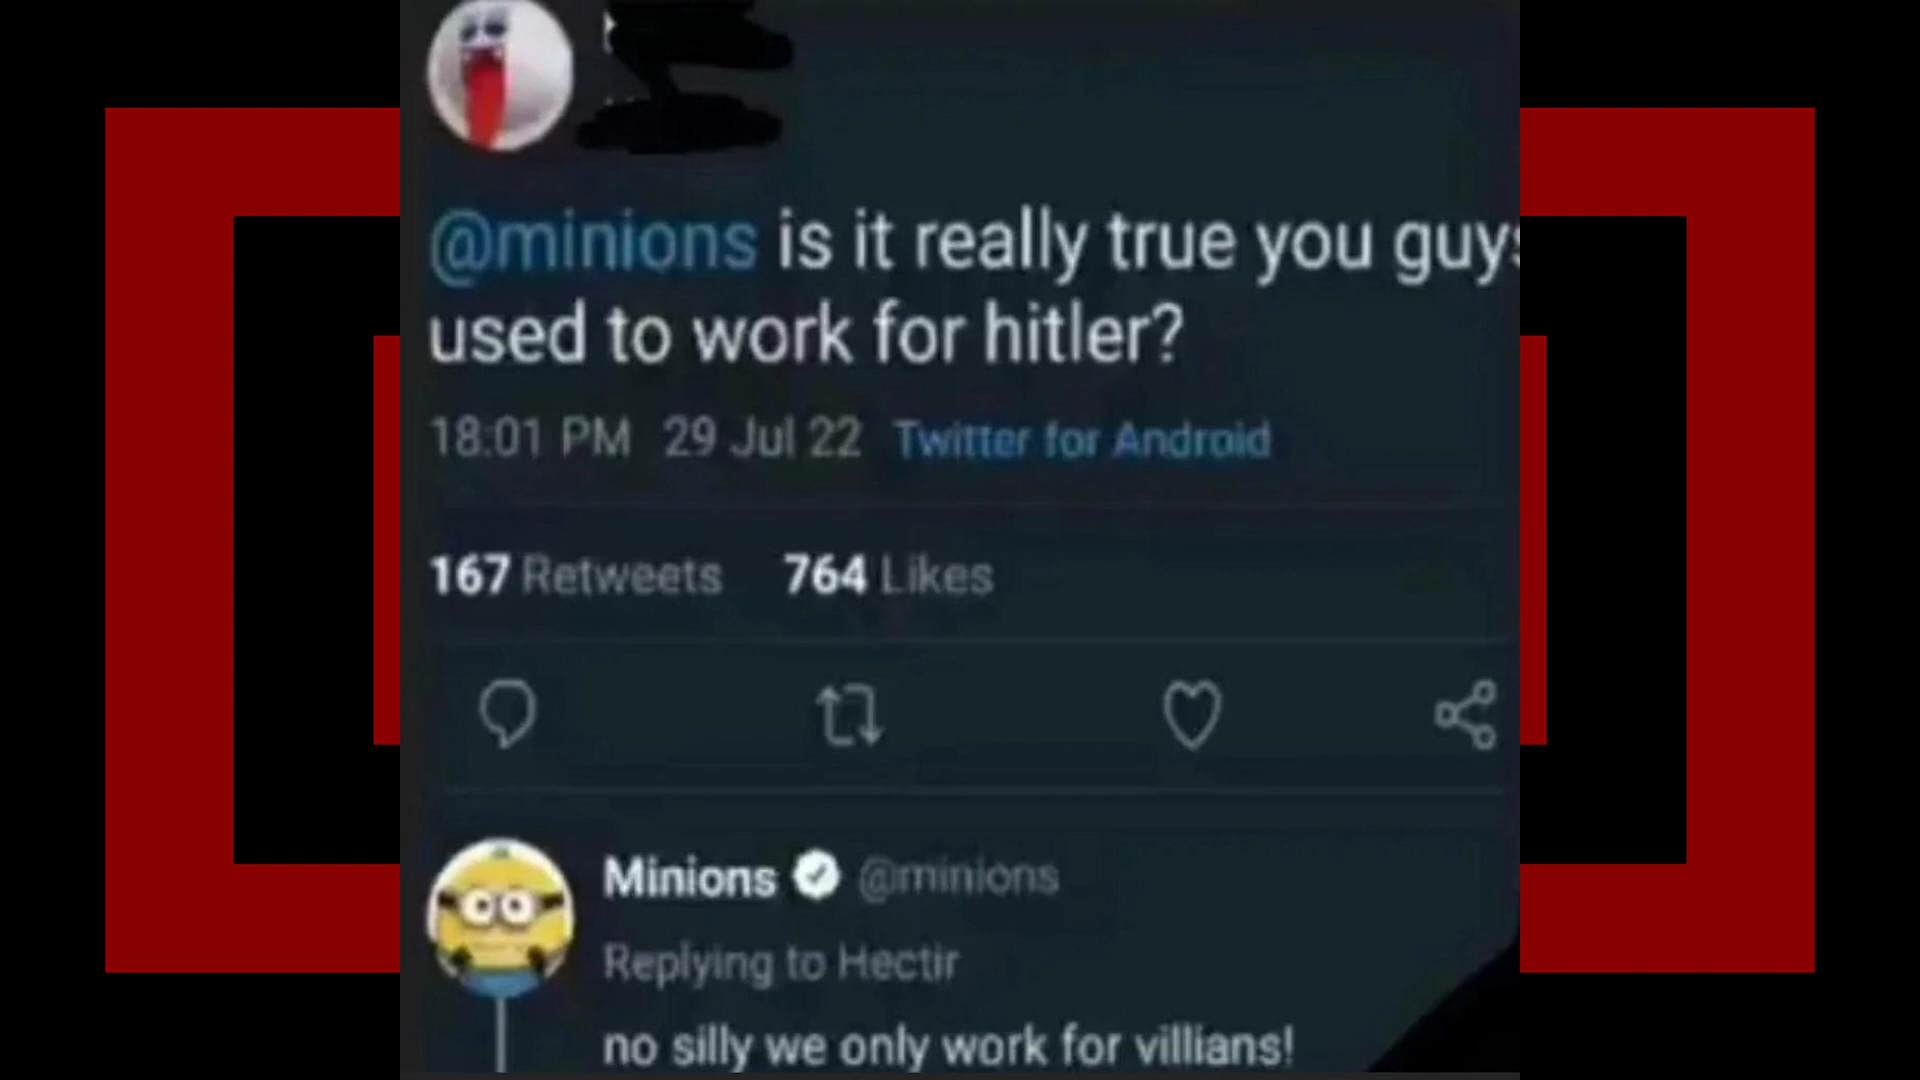 @minions is it really true you guys
used to work for hitler?
18:01 PM 29 Jul 22 Twitter for Android
167 Retweets 764 Likes
Minions @minions
Replying to Hectir
no silly we only work for villians!